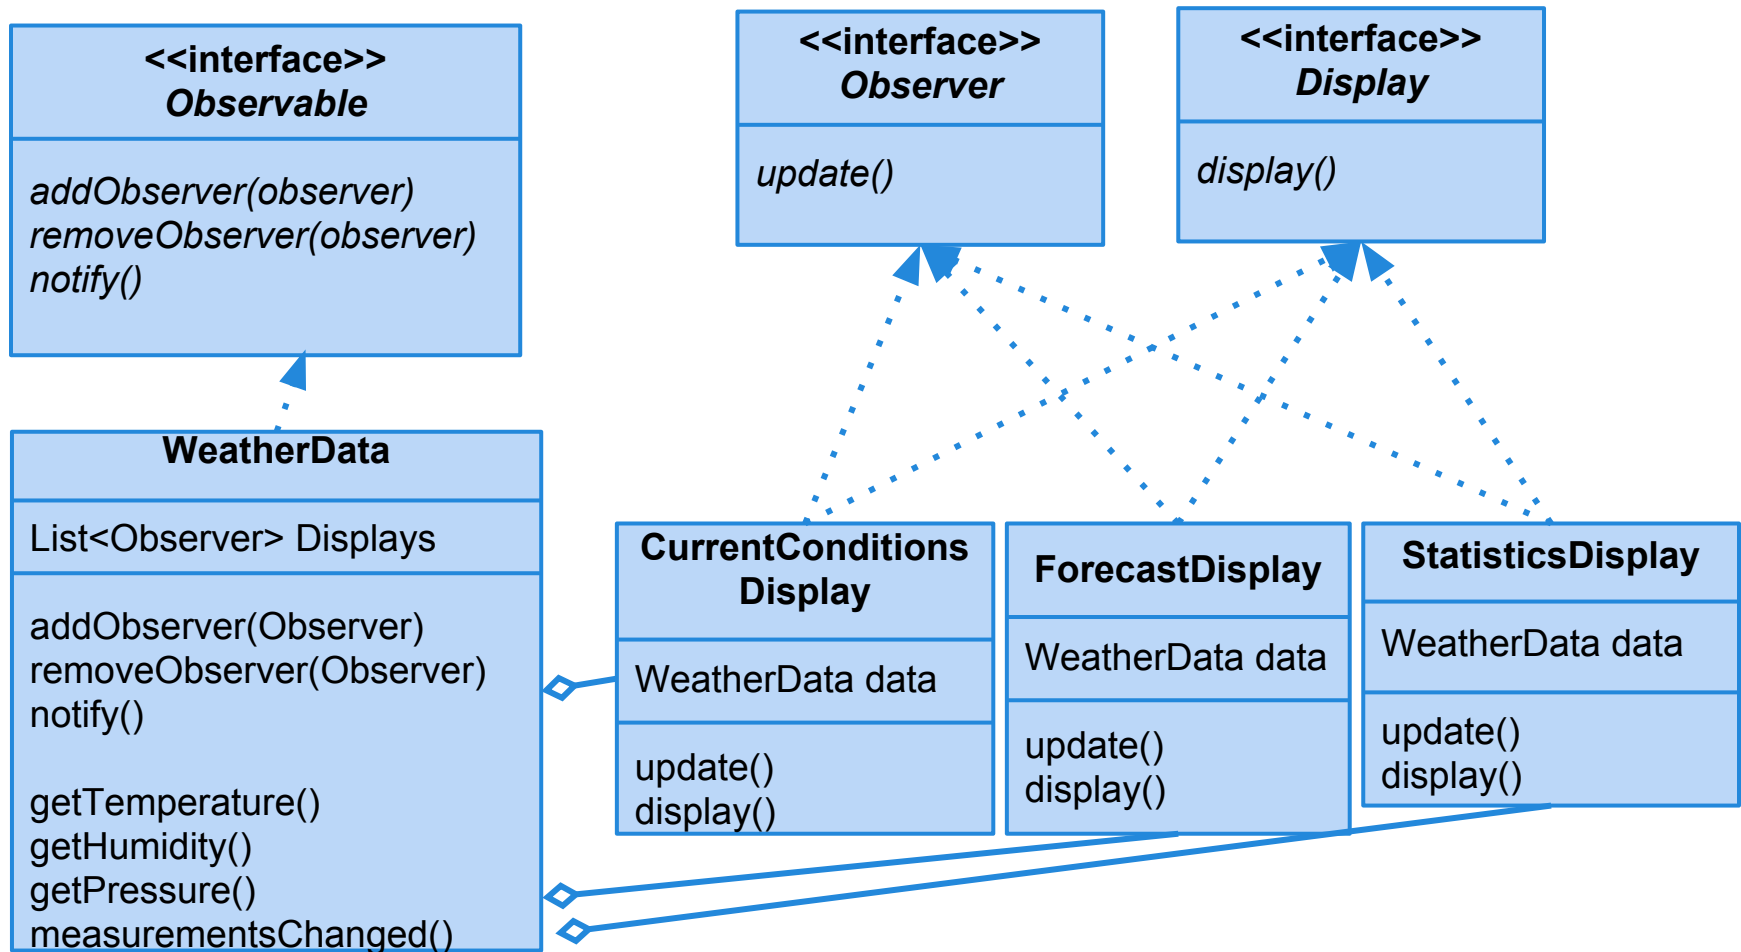 <<interface>>
Observable
addObserver(observer)
removeObserver(observer)
notify()
<<interface>>
Observer
update()
<<interface>>
Display
display()
WeatherData
List<Observer> Displays
addObserver(Observer)
removeObserver(Observer)
notify()
getTemperature()
getHumidity()
getPressure()
measurementsChanged()
CurrentConditions
Display
WeatherData data
update()
display()
ForecastDisplay
WeatherData data
update()
display()
StatisticsDisplay
WeatherData data
update()
display()